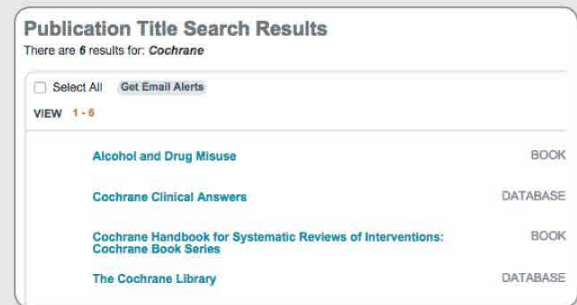 Publication Title Search Results
There are 6 results for: Cochrane
Select All Get Email Alerts
VIEW 1 - 6
Alcohol and Drug Misuse BOOK
Cochrane Clinical Answers DATABASE
Cochrane Handbook for Systematic Reviews of Interventions: BOOK
Cochrane Book Series
The Cochrane Library DATABASE